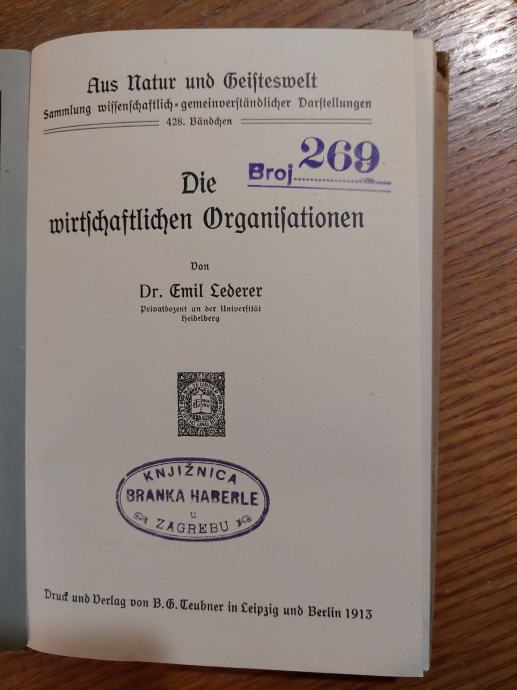 Aus Natur und Geisteswelt
Sammlung wissenschaftlich-gemeinverständlicher Darstellungen
428. Bändchen
Broj 269
Die
wirtschaftlichen Organisationen
Von
Dr. Emil Lederer
Privatdozent an der Universität
Heidelberg
KNJIŽNICA
BRANKA HABERLE
u
ZAGREBU
Druck und Verlag von B. G. Teubner in Leipzig und Berlin 1913